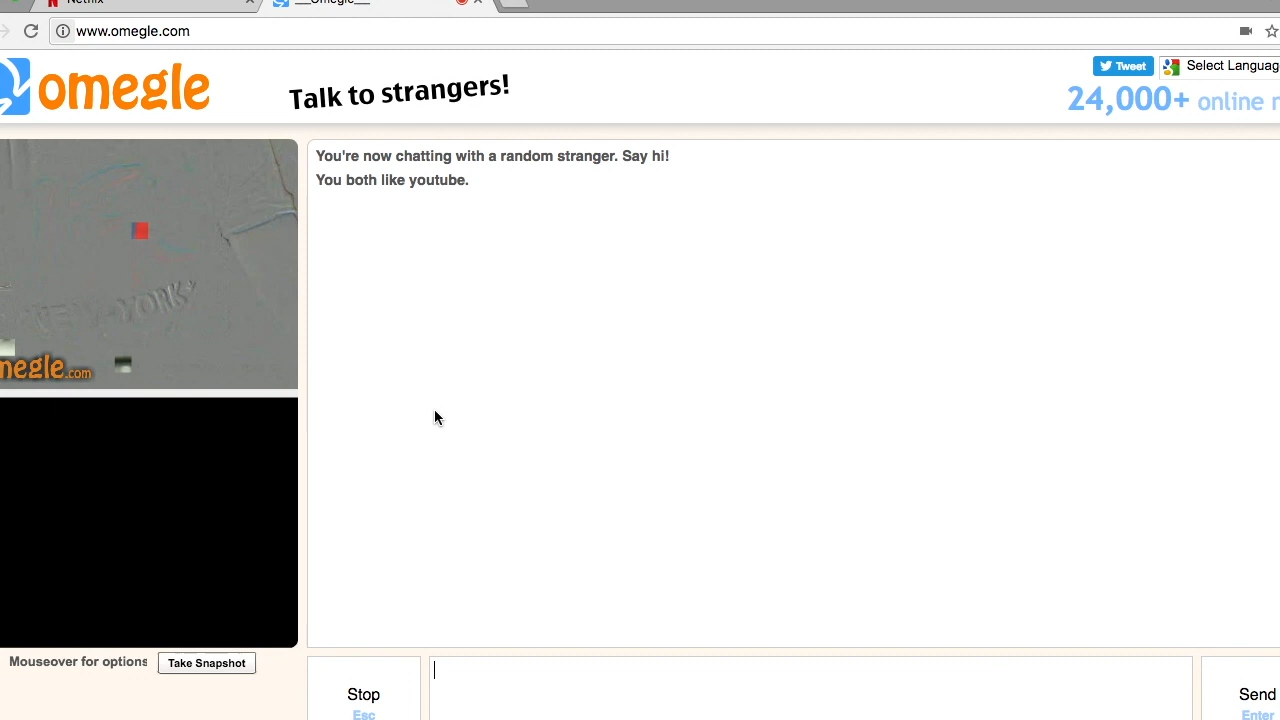 Netflix
__Omegle__
www.omegle.com
omegle
Talk to strangers!
Tweet
Select Languag
24,000+ online
You're now chatting with a random stranger. Say hi!
You both like youtube.
YORK
megle.com
Mouseover for options
Take Snapshot
Stop
Send
Esc
Enter